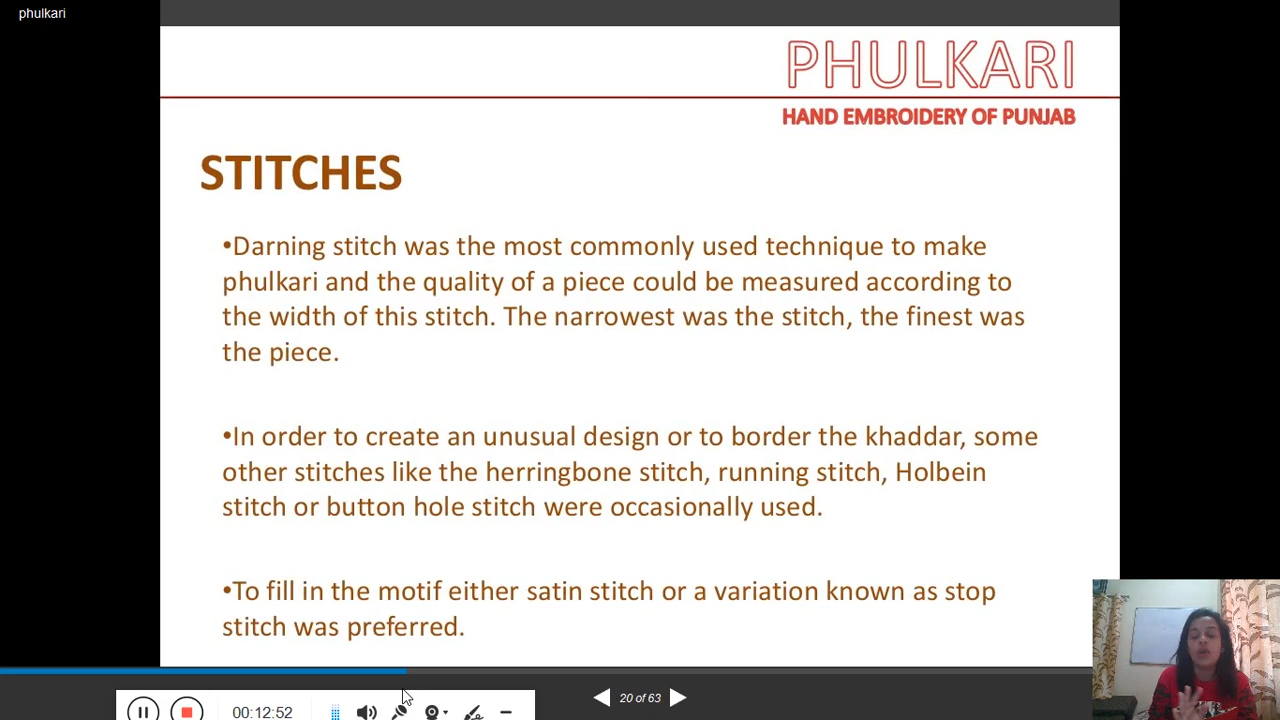 phulkari
PHULKARI
HAND EMBROIDERY OF PUNJAB
STITCHES
•Darning stitch was the most commonly used technique to make
phulkari and the quality of a piece could be measured according to
the width of this stitch. The narrowest was the stitch, the finest was
the piece.
•In order to create an unusual design or to border the khaddar, some
other stitches like the herringbone stitch, running stitch, Holbein
stitch or button hole stitch were occasionally used.
•To fill in the motif either satin stitch or a variation known as stop
stitch was preferred.
20 of 63
00:12:52